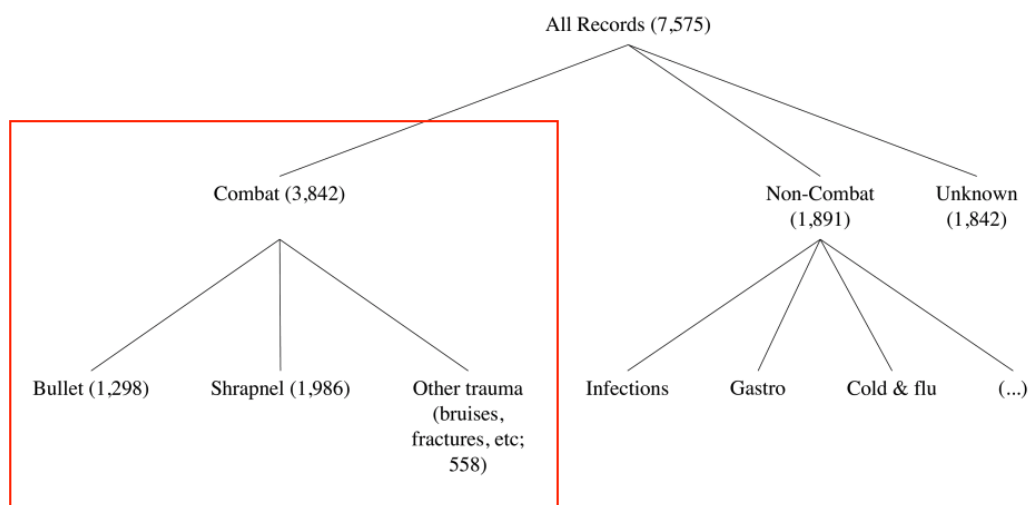 All Records (7,575)
Combat (3,842)
Non-Combat
(1,891)
Unknown
(1,842)
Bullet (1,298)
Shrapnel (1,986)
Other trauma
(bruises,
fractures, etc;
558)
Infections
Gastro
Cold & flu
(...)